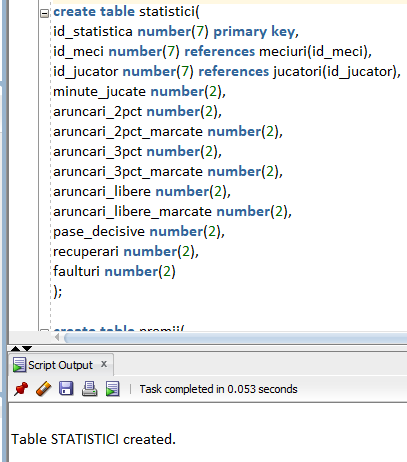 create table statistici(
id_statistica number(7) primary key,
id_meci number(7) references meciuri(id_meci),
id_jucator number(7) references jucatori(id_jucator),
minute_jucate number(2),
aruncari_2pct number(2),
aruncari_2pct_marcate number(2),
aruncari_3pct number(2),
aruncari_3pct_marcate number(2),
aruncari_libere number(2),
aruncari_libere_marcate number(2),
pase_decisive number(2),
recuperari number(2),
faulturi number(2)
);
create table premii(
Script Output x
Task completed in 0.053 seconds
Table STATISTICI created.